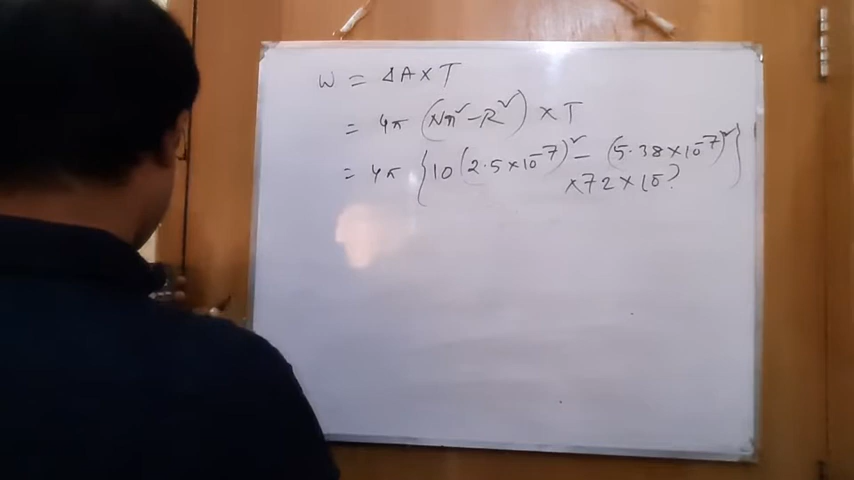 W = ΔA × T
= 4π (Nr² - R²) × T
= 4π {10 (2.5×10⁻⁷)² - (5.38×10⁻⁷)²}
×72×10⁻³